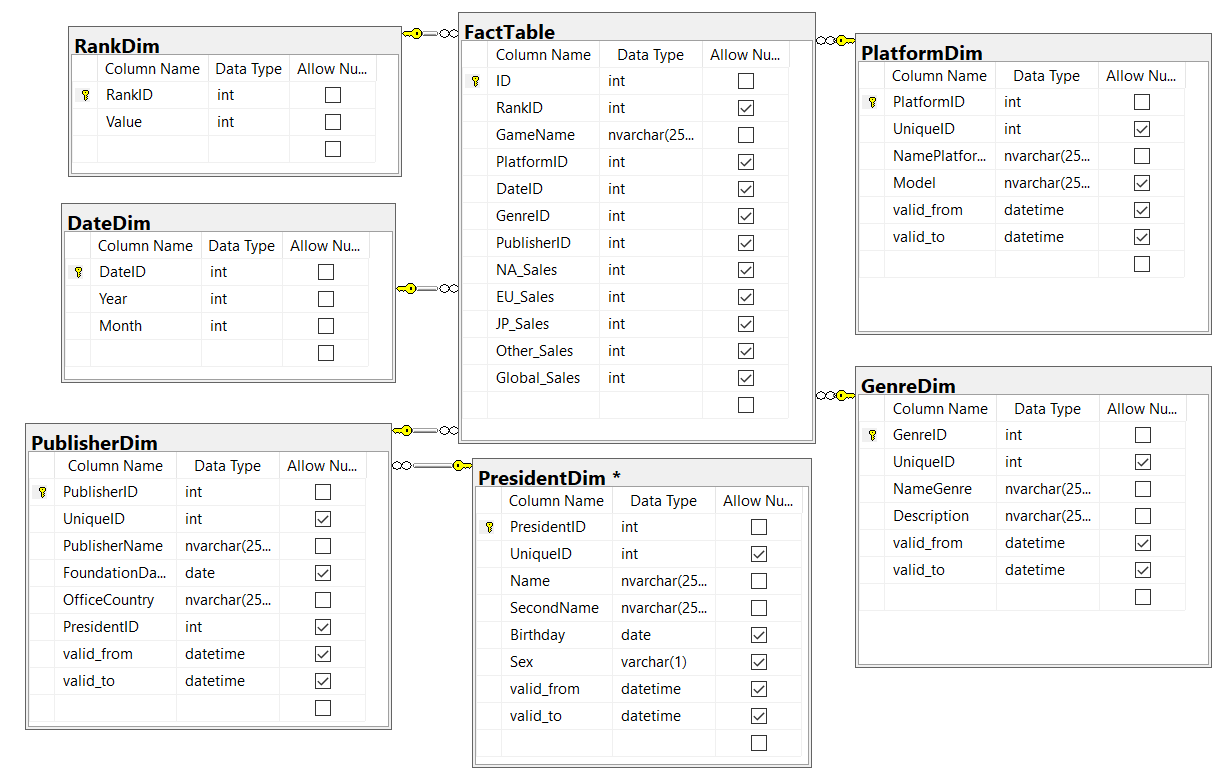 RankDim
Column Name Data Type Allow Nu...
RankID int
Value int
DateDim
Column Name Data Type Allow Nu...
DateID int
Year int
Month int
PublisherDim
Column Name Data Type Allow Nu...
PublisherID int
UniqueID int
PublisherName nvarchar(25...
FoundationDa... date
OfficeCountry nvarchar(25...
PresidentID int
valid_from datetime
valid_to datetime
FactTable
Column Name Data Type Allow Nu...
ID int
RankID int
GameName nvarchar(25...
PlatformID int
DateID int
GenreID int
PublisherID int
NA_Sales int
EU_Sales int
JP_Sales int
Other_Sales int
Global_Sales int
PresidentDim *
Column Name Data Type Allow Nu...
PresidentID int
UniqueID int
Name nvarchar(25...
SecondName nvarchar(25...
Birthday date
Sex varchar(1)
valid_from datetime
valid_to datetime
PlatformDim
Column Name Data Type Allow Nu...
PlatformID int
UniqueID int
NamePlatfor... nvarchar(25...
Model nvarchar(25...
valid_from datetime
valid_to datetime
GenreDim
Column Name Data Type Allow Nu...
GenreID int
UniqueID int
NameGenre nvarchar(25...
Description nvarchar(25...
valid_from datetime
valid_to datetime